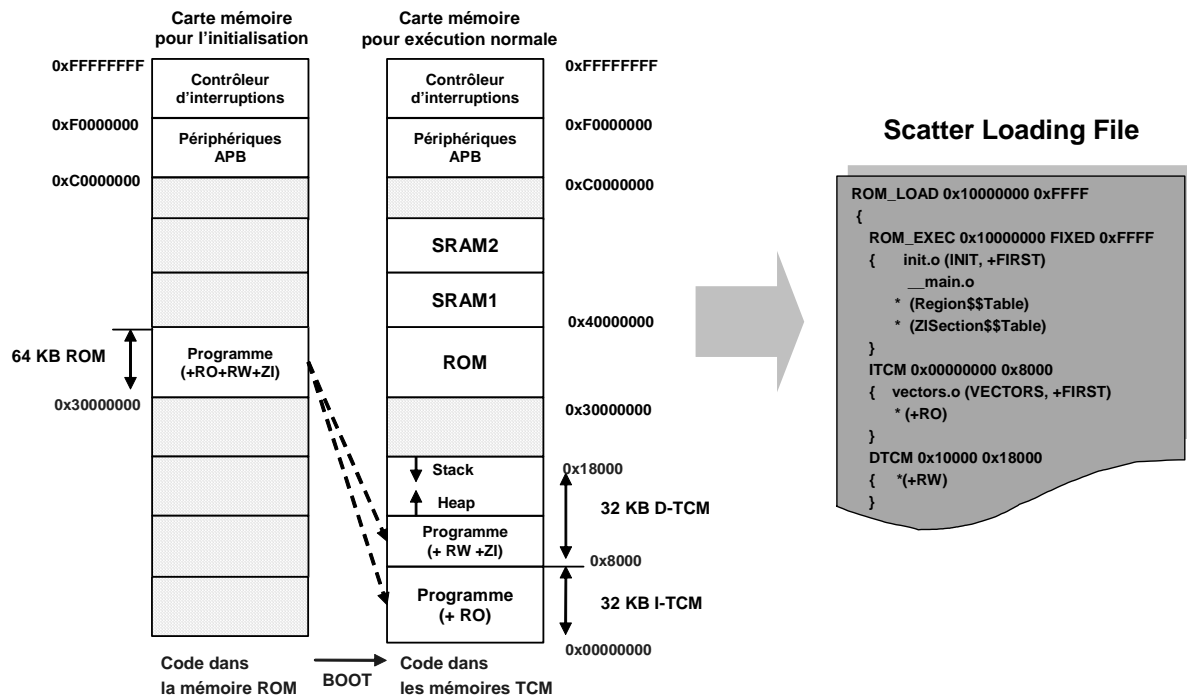 Carte mémoire
pour l'initialisation
0xFFFFFFFF
Contrôleur
d'interruptions
0xF0000000
Périphériques
APB
0xC0000000
64 KB ROM
Programme
(+RO+RW+ZI)
0x30000000
Code dans
la mémoire ROM
BOOT
Carte mémoire
pour exécution normale
0xFFFFFFFF
Contrôleur
d'interruptions
0xF0000000
Périphériques
APB
0xC0000000
SRAM2
SRAM1
0x40000000
ROM
0x30000000
Stack
0x18000
Heap
32 KB D-TCM
Programme
(+ RW +ZI)
0x8000
Programme
(+ RO)
32 KB I-TCM
0x00000000
Code dans
les mémoires TCM
Scatter Loading File
ROM_LOAD 0x10000000 0xFFFF
{
ROM_EXEC 0x10000000 FIXED 0xFFFF
{ init.o (INIT, +FIRST)
__main.o
* (Region$$Table)
* (ZISection$$Table)
}
ITCM 0x00000000 0x8000
{ vectors.o (VECTORS, +FIRST)
* (+RO)
}
DTCM 0x10000 0x18000
{ *(+RW)
}